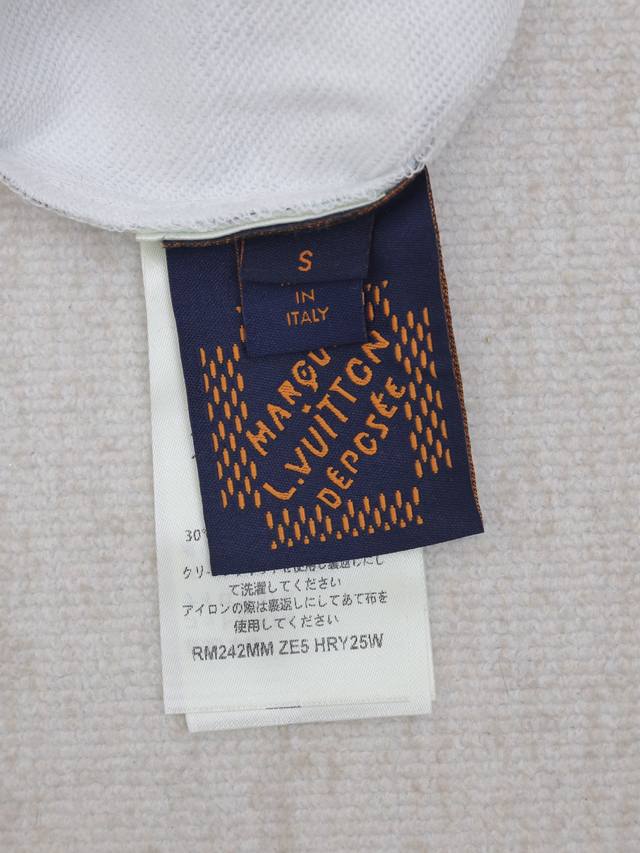 S
IN
ITALY
MARQU
L.VUITTON
DÉPOSÉE
30°
て洗濯してください
アイロンの際は裏返しにしてあて布を
使用してください
RM242MM ZE5 HRY25W